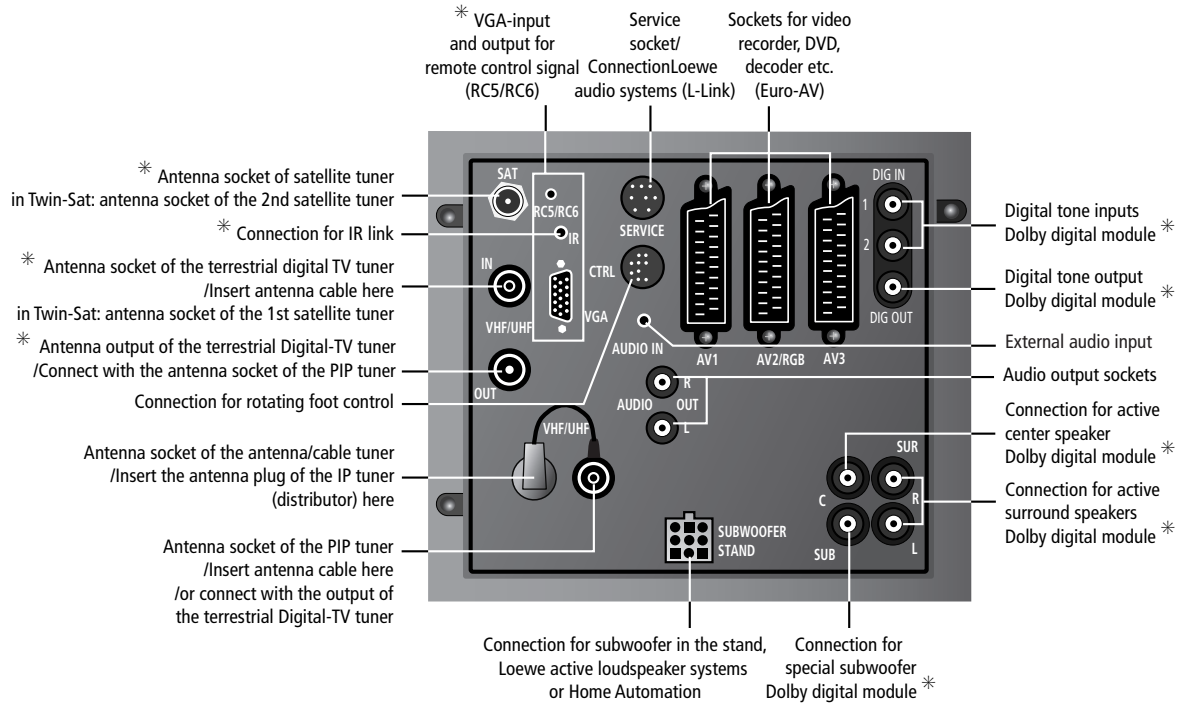 ✳ VGA-input
and output for
remote control signal
(RC5/RC6)
Service
socket/
ConnectionLoewe
audio systems (L-Link)
Sockets for video
recorder, DVD,
decoder etc.
(Euro-AV)
✳ Antenna socket of satellite tuner
in Twin-Sat: antenna socket of the 2nd satellite tuner
✳ Connection for IR link
✳ Antenna socket of the terrestrial digital TV tuner
/Insert antenna cable here
in Twin-Sat: antenna socket of the 1st satellite tuner
✳ Antenna output of the terrestrial Digital-TV tuner
/Connect with the antenna socket of the PIP tuner
Connection for rotating foot control
Antenna socket of the antenna/cable tuner
/Insert the antenna plug of the IP tuner
(distributor) here
Antenna socket of the PIP tuner
/Insert antenna cable here
/or connect with the output of
the terrestrial Digital-TV tuner
SAT
RC5/RC6
IR
IN
VHF/UHF
VGA
OUT
VHF/UHF
SERVICE
CTRL
AUDIO IN
R
AUDIO OUT
L
AV1
AV2/RGB
AV3
DIG IN
1
2
DIG OUT
SUR
C
R
SUB
L
SUBWOOFER
STAND
Digital tone inputs
Dolby digital module ✳
Digital tone output
Dolby digital module ✳
External audio input
Audio output sockets
Connection for active
center speaker
Dolby digital module ✳
Connection for active
surround speakers
Dolby digital module ✳
Connection for subwoofer in the stand,
Loewe active loudspeaker systems
or Home Automation
Connection for
special subwoofer
Dolby digital module ✳